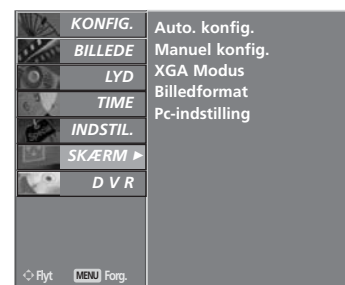 KONFIG.
BILLEDE
LYD
TIME
INDSTIL.
SKÆRM ►
D V R
Auto. konfig.
Manuel konfig.
XGA Modus
Billedformat
Pc-indstilling
Flyt MENU Forg.